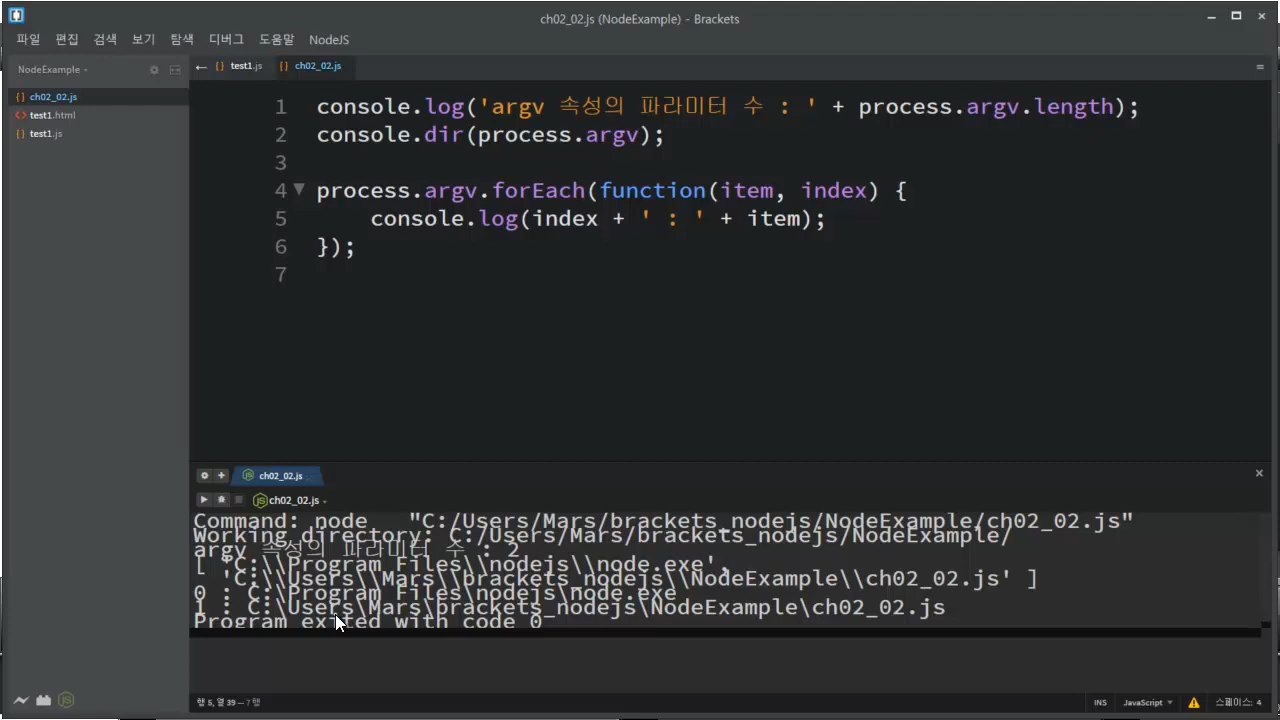 ch02_02.js (NodeExample) - Brackets
파일 편집 검색 보기 탐색 디버그 도움말 NodeJS
NodeExample
test1.js ch02_02.js
ch02_02.js
test1.html
test1.js
1 console.log('argv 속성의 파라미터 수 : ' + process.argv.length);
2 console.dir(process.argv);
3
4 process.argv.forEach(function(item, index) {
5 console.log(index + ' : ' + item);
6 });
7
ch02_02.js
ch02_02.js
Command: node "C:/Users/Mars/brackets_nodejs/NodeExample/ch02_02.js"
Working directory: C:/Users/Mars/brackets_nodejs/NodeExample/
argv 속성의 파라미터 수 : 2
[ 'C:\\Program Files\\nodejs\\node.exe',
'C:\\Users\\Mars\\brackets_nodejs\\NodeExample\\ch02_02.js' ]
0 : C:\Program Files\nodejs\node.exe
1 : C:\Users\Mars\brackets_nodejs\NodeExample\ch02_02.js
Program exited with code 0
행 5, 열 39 — 7 행
INS JavaScript 스페이스: 4